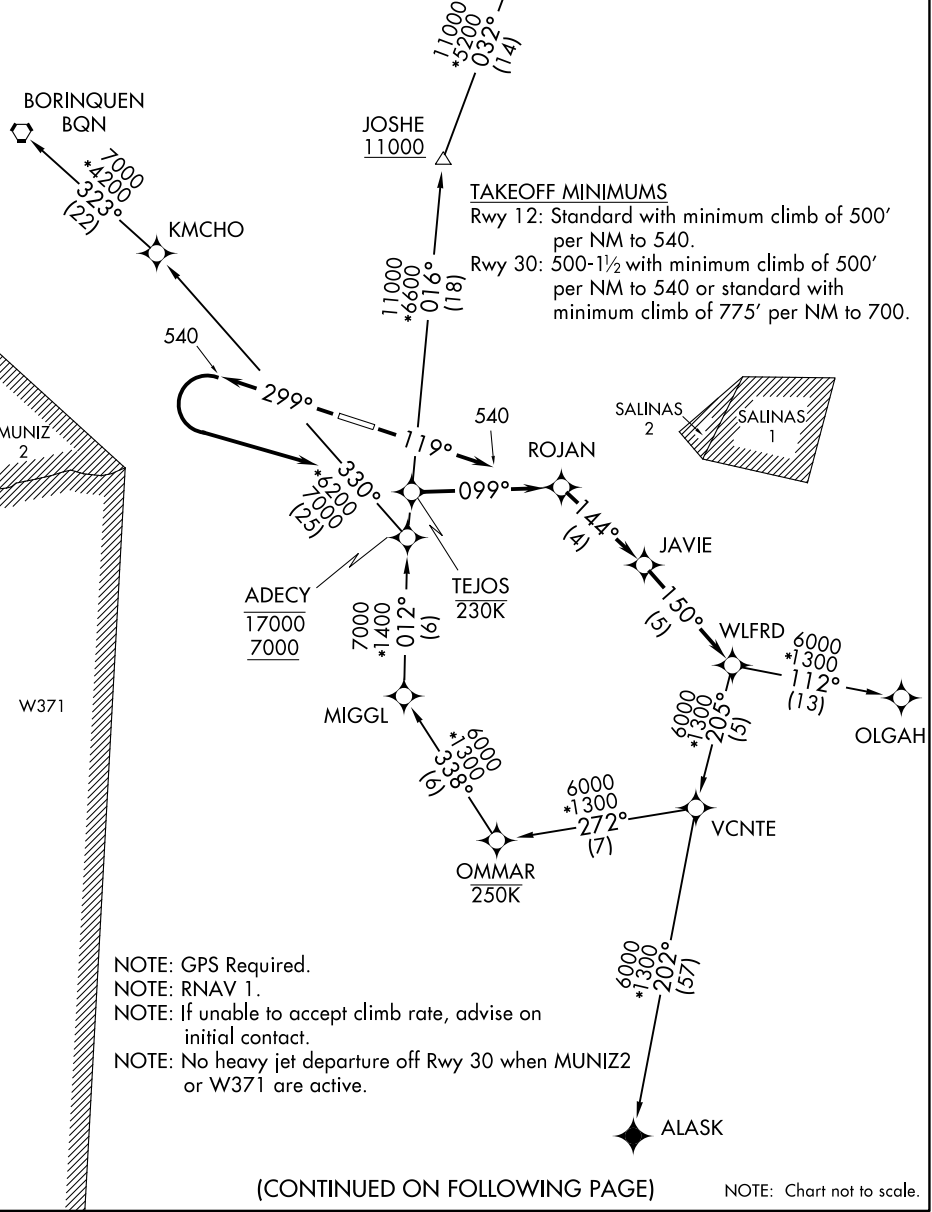 11000
*5200
032°
(14)
BORINQUEN
BQN
JOSHE
11000
7000
*4200
323°
(22)
KMCHO
TAKEOFF MINIMUMS
Rwy 12: Standard with minimum climb of 500'
per NM to 540.
Rwy 30: 500-1½ with minimum climb of 500'
per NM to 540 or standard with
minimum climb of 775' per NM to 700.
11000
*6600
016°
(18)
540
299°
119°
540
SALINAS
2
SALINAS
1
MUNIZ
2
ROJAN
330°
*6200
7000
(25)
099°
144°
(4)
JAVIE
ADECY
17000
7000
TEJOS
230K
7000
*1400
012°
(6)
150°
(5)
WLFRD
6000
*1300
112°
(13)
OLGAH
W371
MIGGL
6000
*1300
338°
(6)
6000
*1300
205°
(5)
6000
*1300
272°
(7)
VCNTE
OMMAR
250K
6000
*1300
202°
(57)
NOTE: GPS Required.
NOTE: RNAV 1.
NOTE: If unable to accept climb rate, advise on
initial contact.
NOTE: No heavy jet departure off Rwy 30 when MUNIZ2
or W371 are active.
ALASK
(CONTINUED ON FOLLOWING PAGE)
NOTE: Chart not to scale.